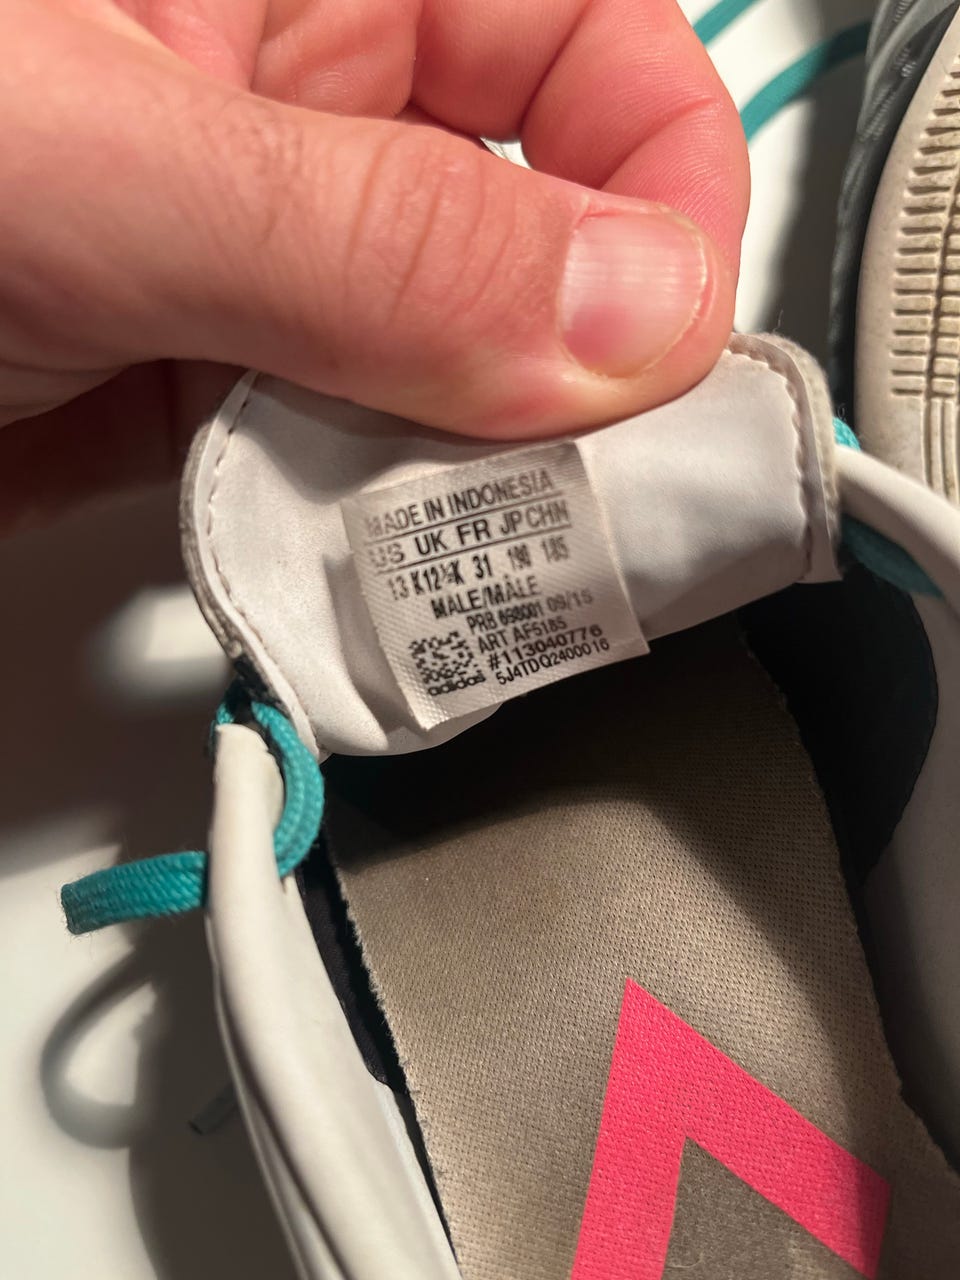 MADE IN INDONESIA
US UK FR JP CHN
13 K 12½K 31 190 185
MALE/MÂLE
PRB 698001 09/15
ART AF5185
#113040776
adidas 5J4TDQ2400016